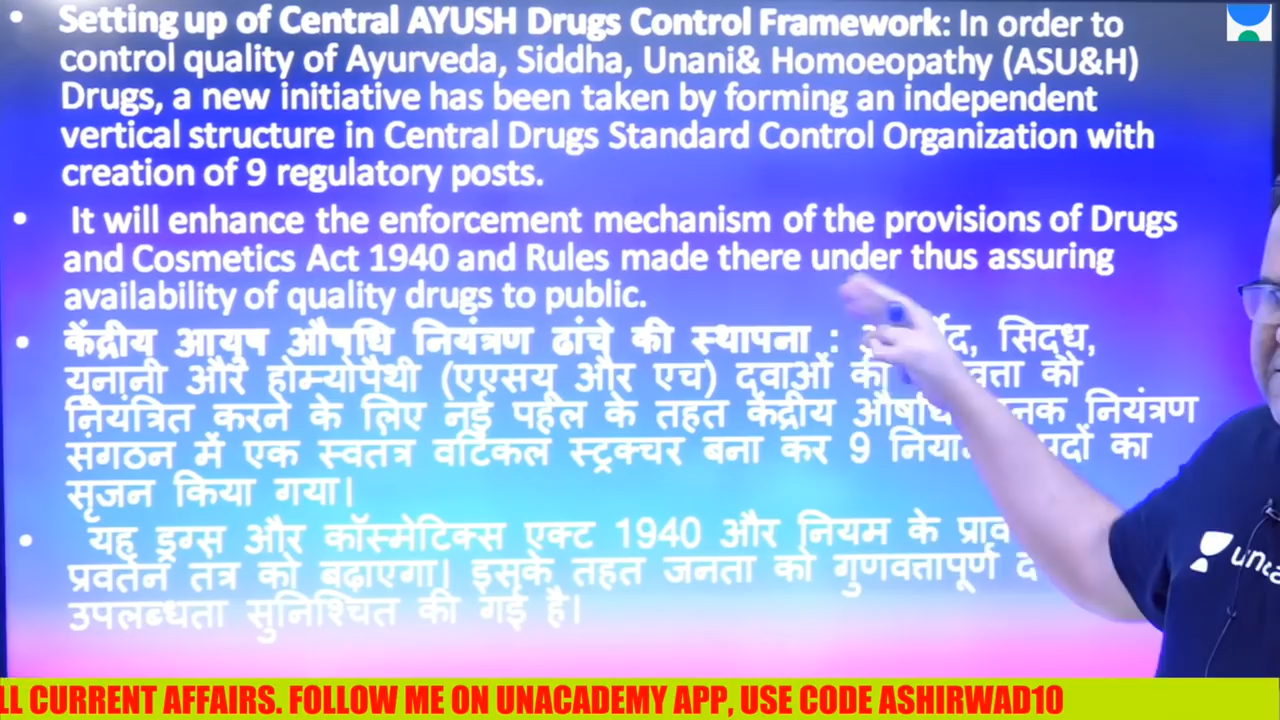 • Setting up of Central AYUSH Drugs Control Framework: In order to
control quality of Ayurveda, Siddha, Unani& Homoeopathy (ASU&H)
Drugs, a new initiative has been taken by forming an independent
vertical structure in Central Drugs Standard Control Organization with
creation of 9 regulatory posts.
• It will enhance the enforcement mechanism of the provisions of Drugs
and Cosmetics Act 1940 and Rules made there under thus assuring
availability of quality drugs to public.
• केंद्रीय आयुष औषधि नियंत्रण ढांचे की स्थापना : सिद्ध,
यूनानी और होम्योपैथी (एएसयू और एच) दवाओं की को
नियंत्रित करने के लिए नई पहल के तहत केंद्रीय नियंत्रण
संगठन में एक स्वतंत्र वर्टिकल स्ट्रक्चर बना कर 9 पदों का
सृजन किया गया।
• यह ड्रग्स और कॉस्मेटिक्स एक्ट 1940 और नियम के
प्रवर्तन तंत्र को बढ़ाएगा। इसके तहत जनता को गुणवत्तापूर्ण
उपलब्धता सुनिश्चित की गई है।
una
CURRENT AFFAIRS. FOLLOW ME ON UNACADEMY APP, USE CODE ASHIRWAD10